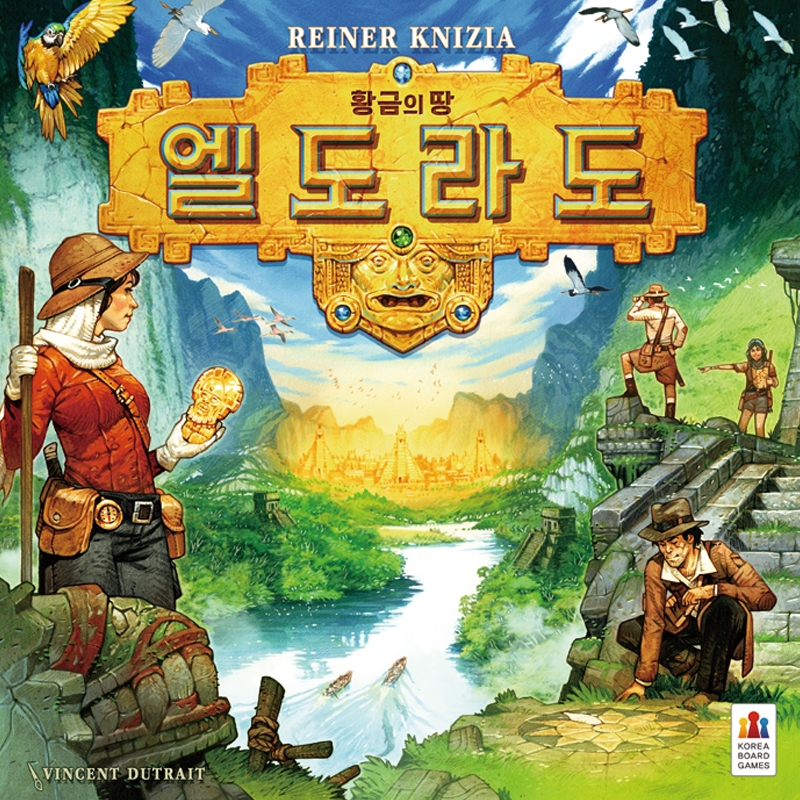 REINER KNIZIA
황금의 땅
엘도라도
VINCENT DUTRAIT
KOREA
BOARD
GAMES